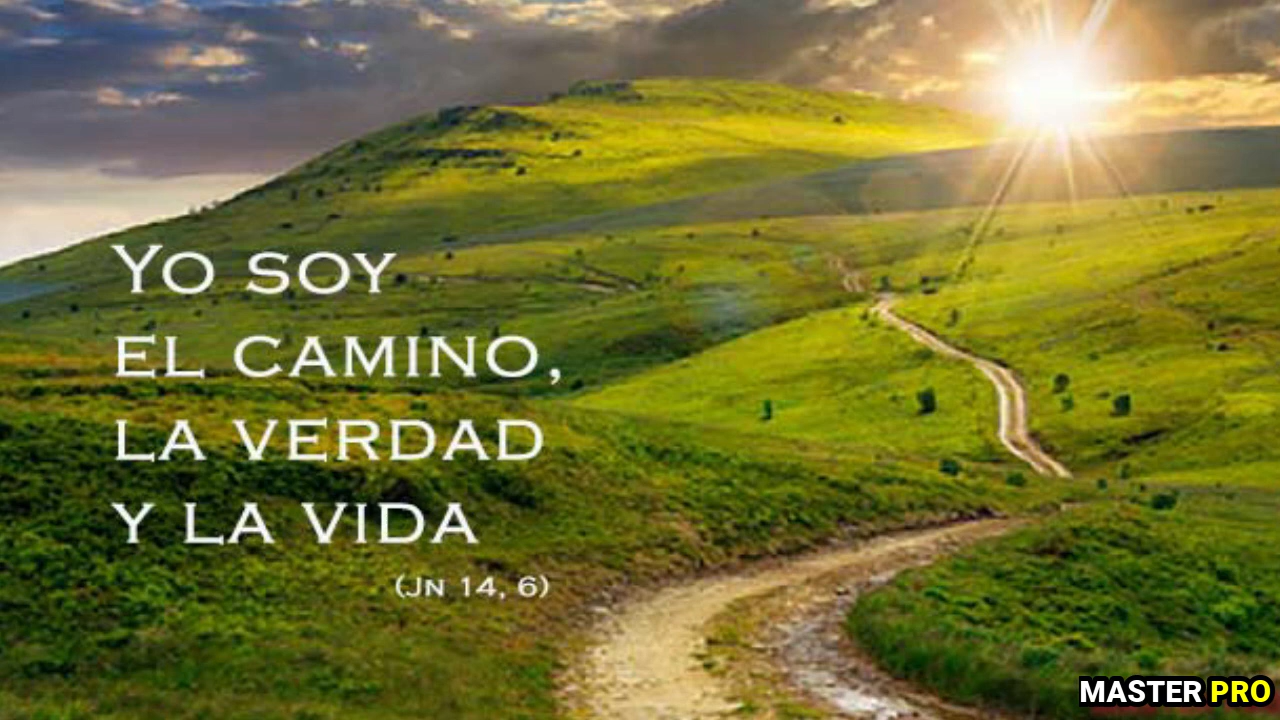 Yo soy
el camino,
la verdad
y la vida
(Jn 14, 6)
MASTER PRO